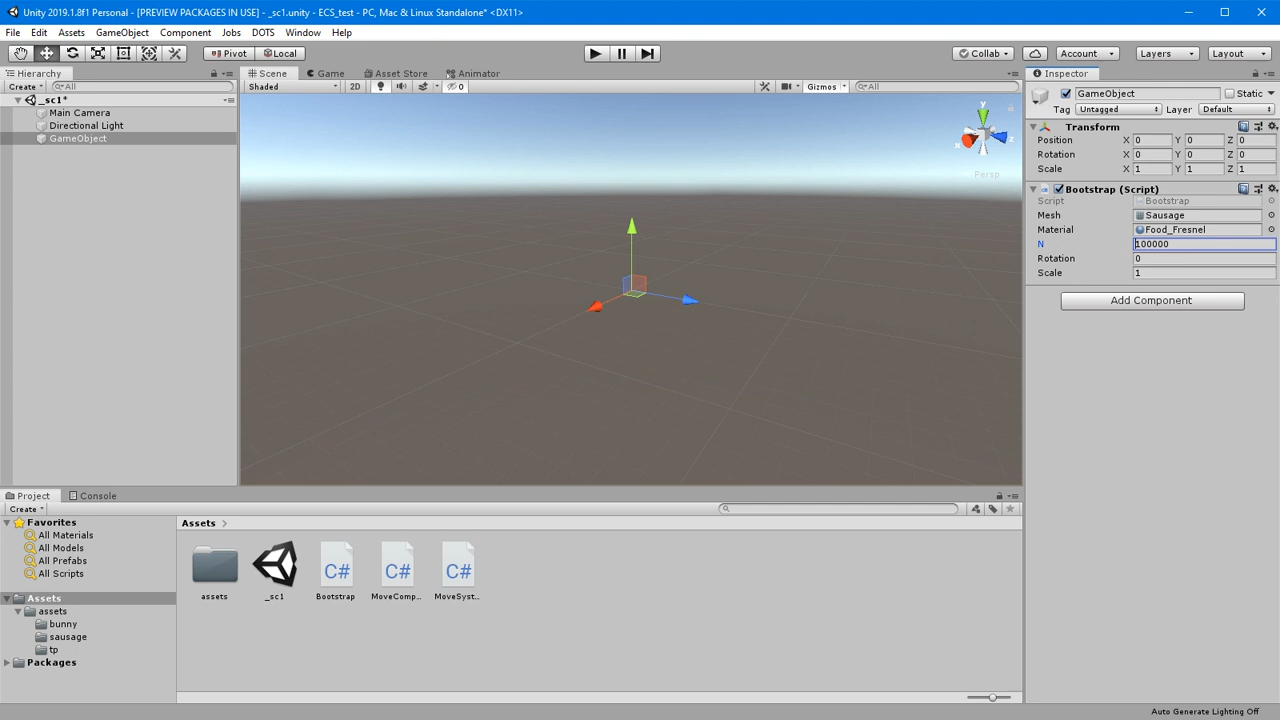 Unity 2019.1.8f1 Personal - [PREVIEW PACKAGES IN USE] - _sc1.unity - ECS_test - PC, Mac & Linux Standalone* <DX11>
File Edit Assets GameObject Component Jobs DOTS Window Help
Pivot Local Collab Account Layers Layout
Hierarchy
Create All
_sc1*
Main Camera
Directional Light
GameObject
Scene Game Asset Store Animator
Shaded 2D 0 Gizmos All
y
x z
Persp
Inspector
GameObject Static
Tag Untagged Layer Default
Transform
Position X 0 Y 0 Z 0
Rotation X 0 Y 0 Z 0
Scale X 1 Y 1 Z 1
Bootstrap (Script)
Script Bootstrap
Mesh Sausage
Material Food_Fresnel
N 100000
Rotation 0
Scale 1
Add Component
Project Console
Create
Favorites
All Materials
All Models
All Prefabs
All Scripts
Assets
assets
bunny
sausage
tp
Packages
Assets
C# C# C#
assets _sc1 Bootstrap MoveComp... MoveSyst...
Auto Generate Lighting Off